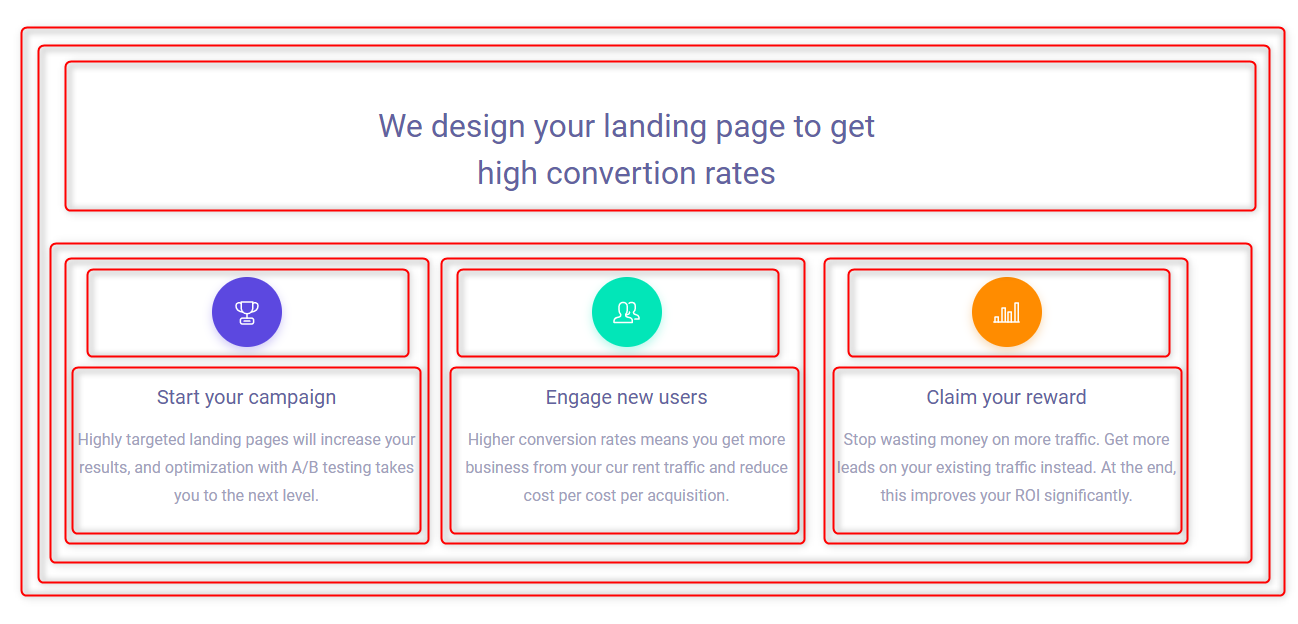 We design your landing page to get
high convertion rates
Start your campaign
Highly targeted landing pages will increase your
results, and optimization with A/B testing takes
you to the next level.
Engage new users
Higher conversion rates means you get more
business from your cur rent traffic and reduce
cost per cost per acquisition.
Claim your reward
Stop wasting money on more traffic. Get more
leads on your existing traffic instead. At the end,
this improves your ROI significantly.